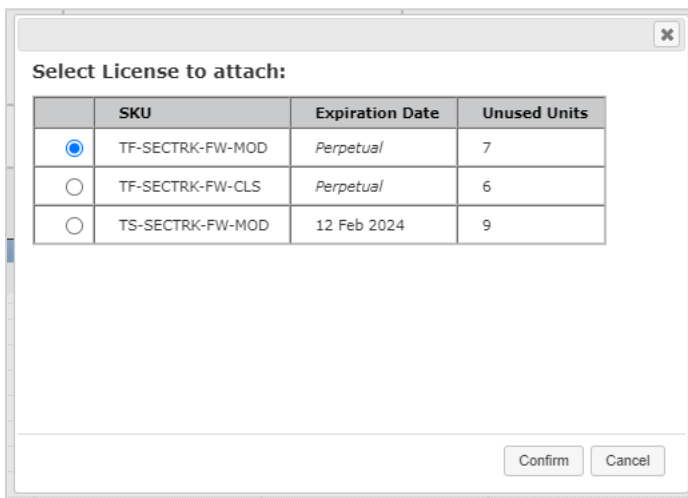 Select License to attach:
SKU Expiration Date Unused Units
TF-SECTRK-FW-MOD Perpetual 7
TF-SECTRK-FW-CLS Perpetual 6
TS-SECTRK-FW-MOD 12 Feb 2024 9
Confirm Cancel